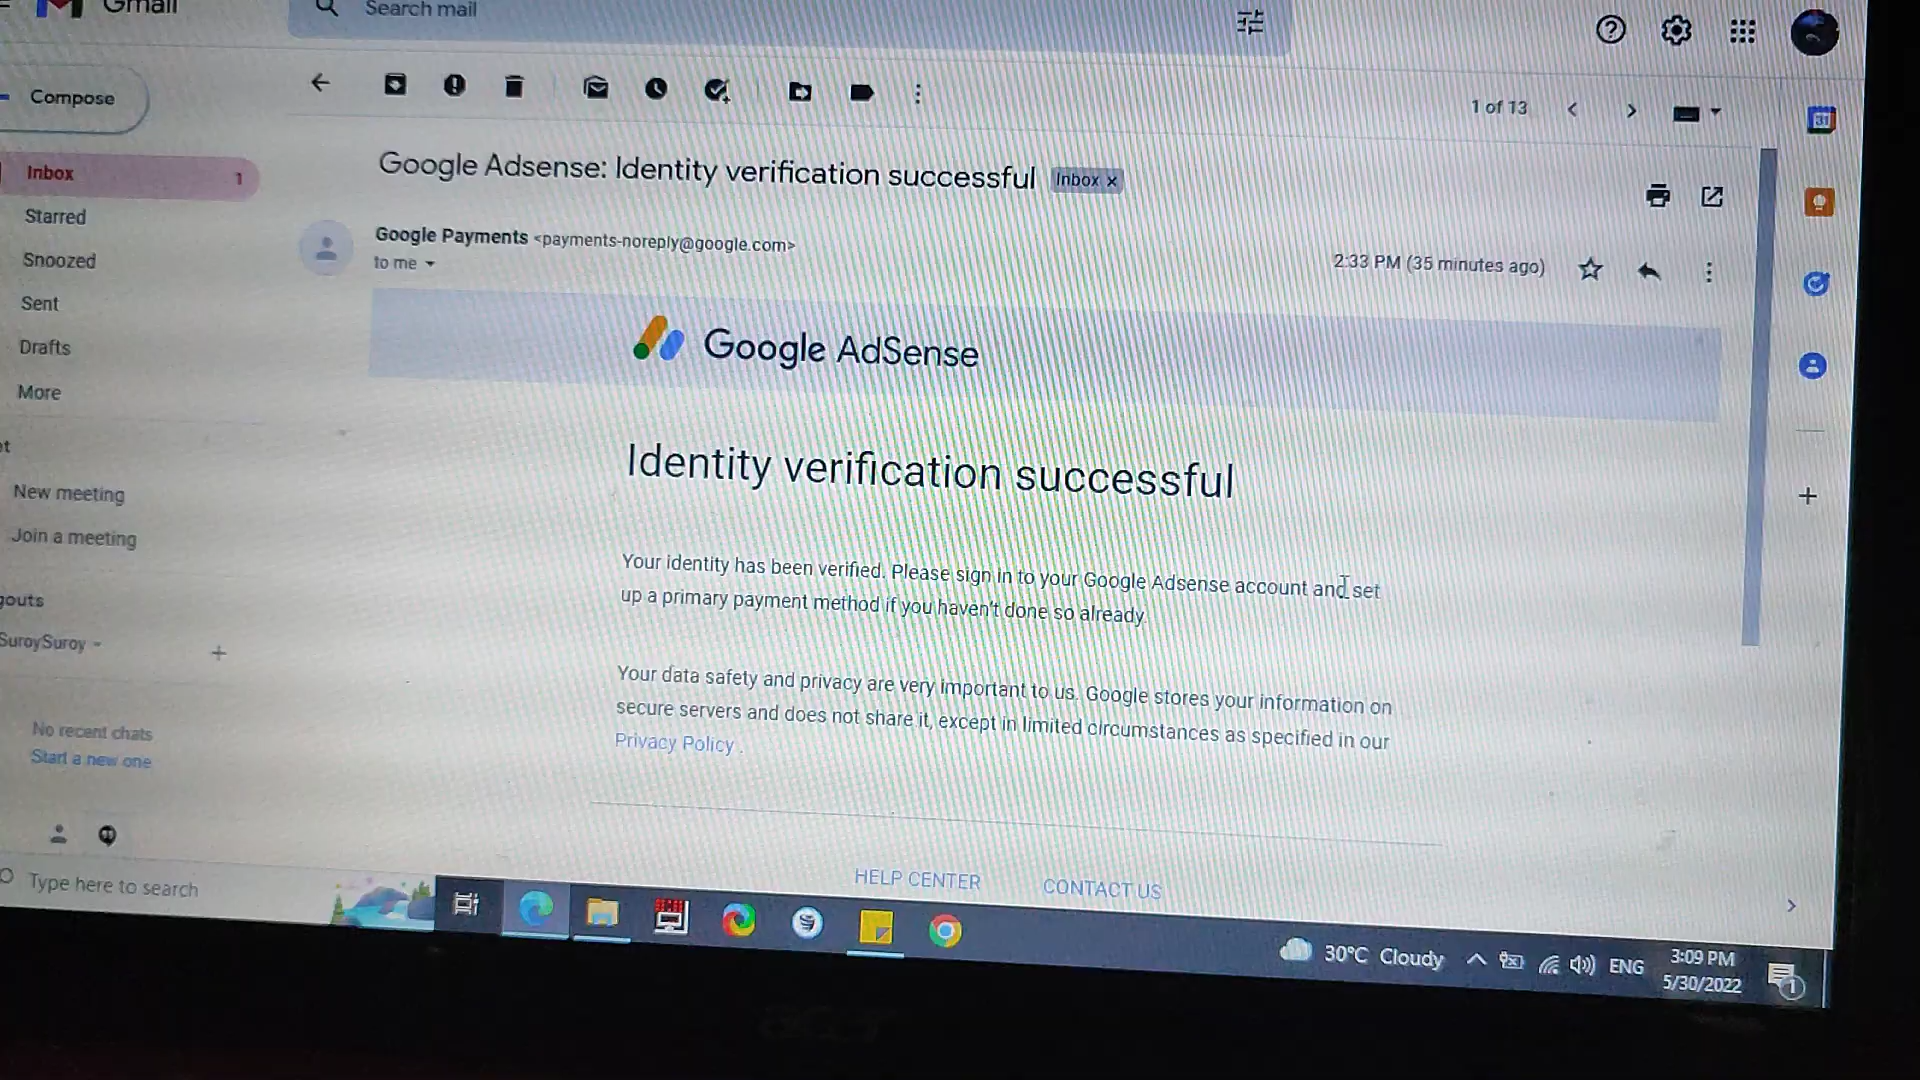 Gmail
Search mail
Compose
1 of 13
31
Inbox 1
Google Adsense: Identity verification successful Inbox x
Starred
Google Payments <payments-noreply@google.com>
to me
2:33 PM (35 minutes ago)
Snoozed
Sent
Drafts
Google AdSense
More
Identity verification successful
New meeting
Join a meeting
Your identity has been verified. Please sign in to your Google Adsense account and set
up a primary payment method if you haven't done so already.
gouts
SuroySuroy
Your data safety and privacy are very important to us. Google stores your information on
secure servers and does not share it, except in limited circumstances as specified in our
Privacy Policy .
No recent chats
Start a new one
HELP CENTER CONTACT US
Type here to search
30°C Cloudy
ENG
3:09 PM
5/30/2022
1
acer